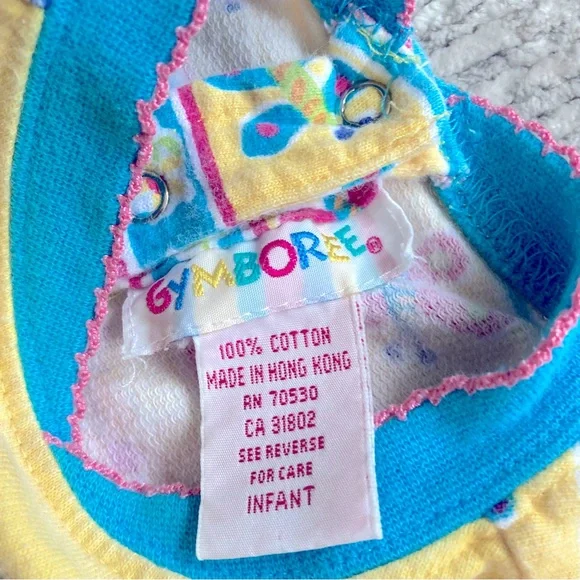 GYMBOREE®
100% COTTON
MADE IN HONG KONG
RN 70530
CA 31802
SEE REVERSE
FOR CARE
INFANT